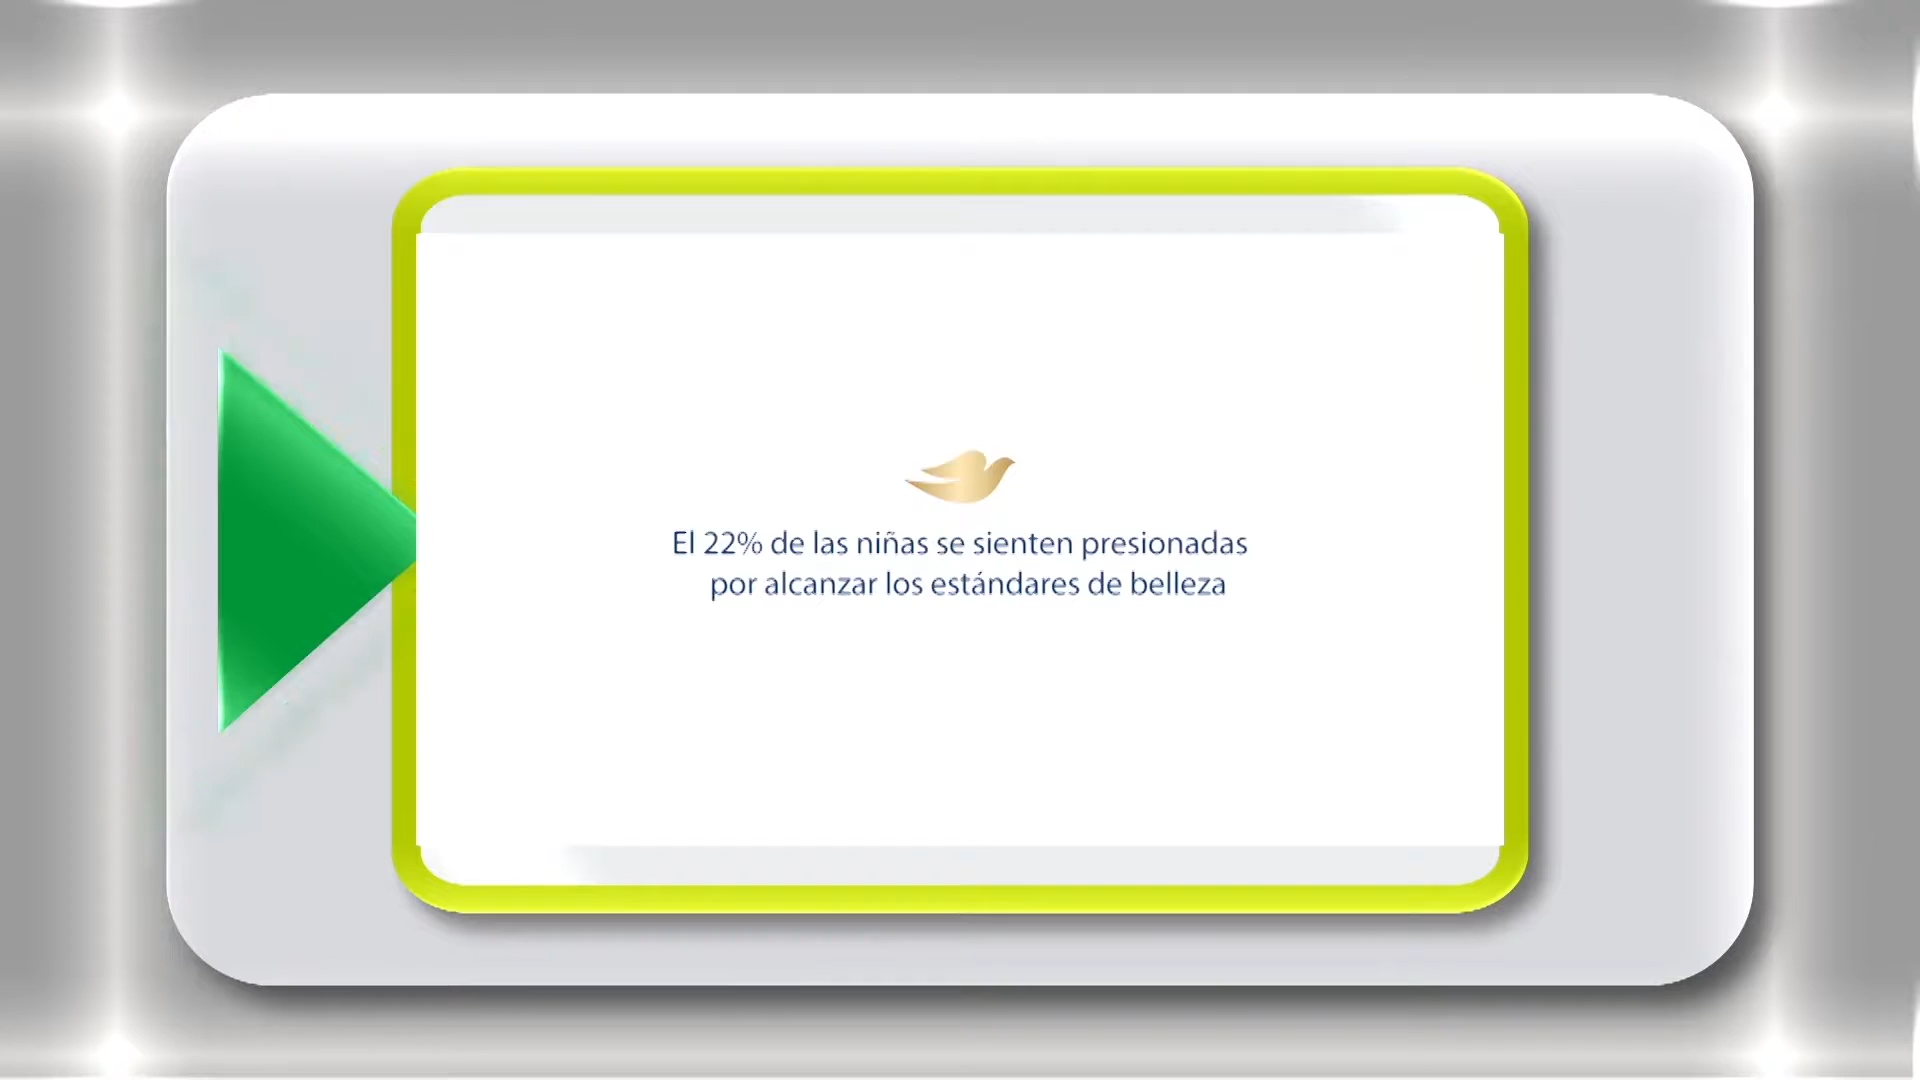 El 22% de las niñas se sienten presionadas
por alcanzar los estándares de belleza